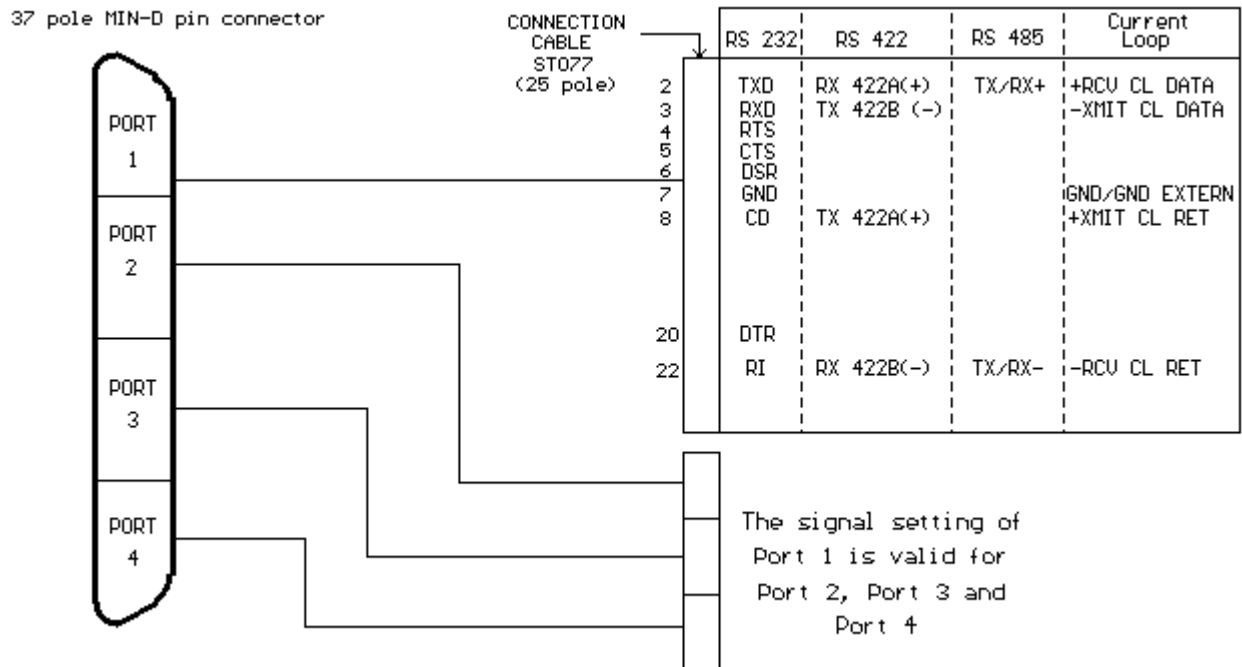 37 pole MIN-D pin connector
CONNECTION
CABLE
ST077
(25 pole)
PORT
1
PORT
2
PORT
3
PORT
4
RS 232 RS 422 RS 485 Current Loop
2 TXD RX 422A(+) TX/RX+ +RCV CL DATA
3 RXD TX 422B (-) -XMIT CL DATA
4 RTS
5 CTS
6 DSR
7 GND GND/GND EXTERN
8 CD TX 422A(+) +XMIT CL RET
20 DTR
22 RI RX 422B(-) TX/RX- -RCV CL RET
The signal setting of
Port 1 is valid for
Port 2, Port 3 and
Port 4